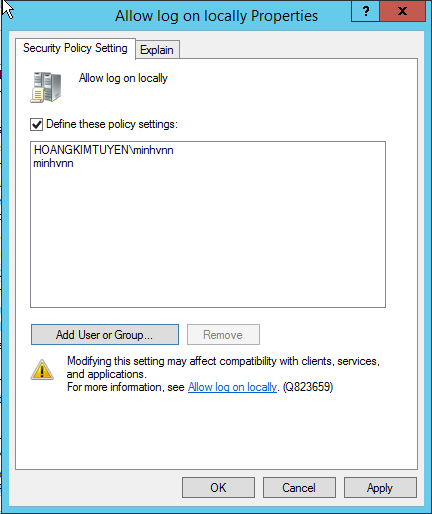 Allow log on locally Properties
?
x
Security Policy Setting
Explain
Allow log on locally
Define these policy settings:
HOANGKIMTUYEN\minhvnn
minhvnn
Add User or Group...
Remove
Modifying this setting may affect compatibility with clients, services,
and applications.
For more information, see Allow log on locally. (Q823659)
OK
Cancel
Apply